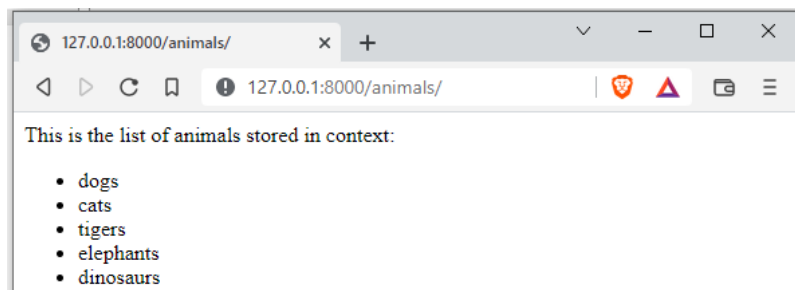 127.0.0.1:8000/animals/
127.0.0.1:8000/animals/
This is the list of animals stored in context:
dogs
cats
tigers
elephants
dinosaurs